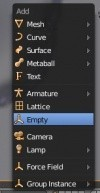 Add
Mesh
Curve
Surface
Metaball
Text
Armature
Lattice
Empty
Camera
Lamp
Force Field
Group Instance